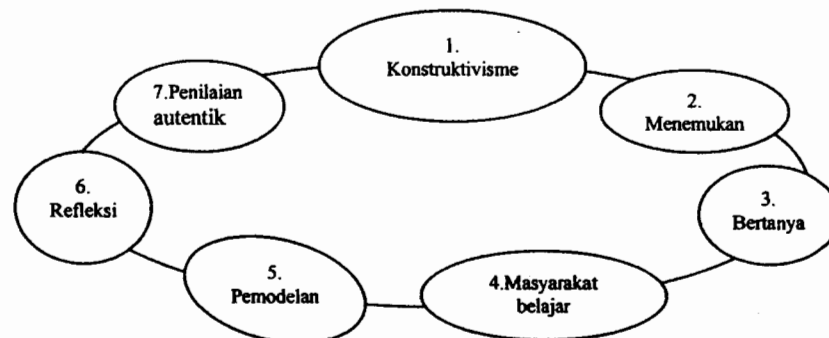 1.
Konstruktivisme
2.
Menemukan
3.
Bertanya
4.Masyarakat
belajar
5.
Pemodelan
6.
Refleksi
7.Penilaian
autentik